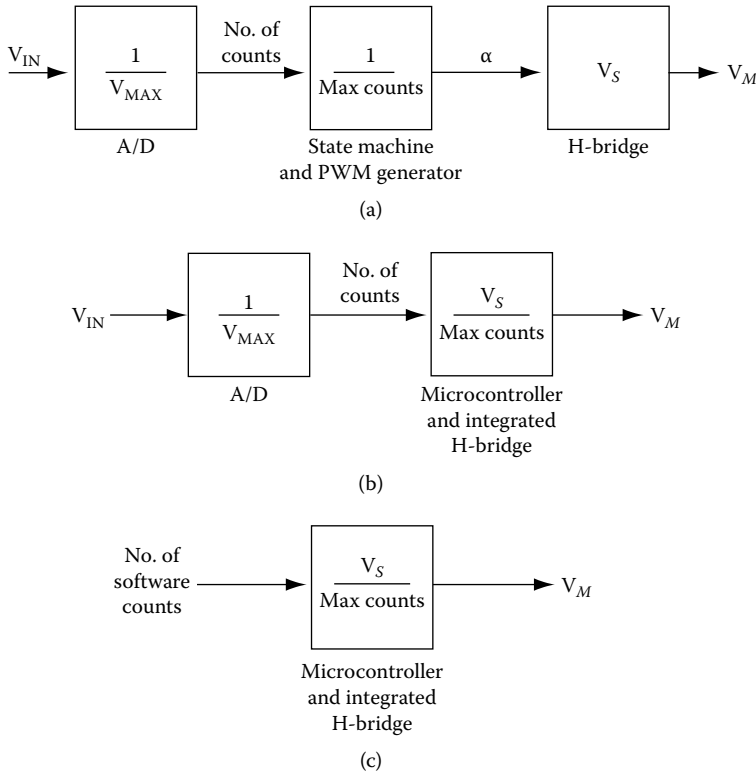 V_IN
1
V_MAX
A/D
No. of
counts
1
Max counts
State machine
and PWM generator
α
V_S
H-bridge
V_M
(a)
V_IN
1
V_MAX
A/D
No. of
counts
V_S
Max counts
Microcontroller
and integrated
H-bridge
V_M
(b)
No. of
software
counts
V_S
Max counts
Microcontroller
and integrated
H-bridge
V_M
(c)